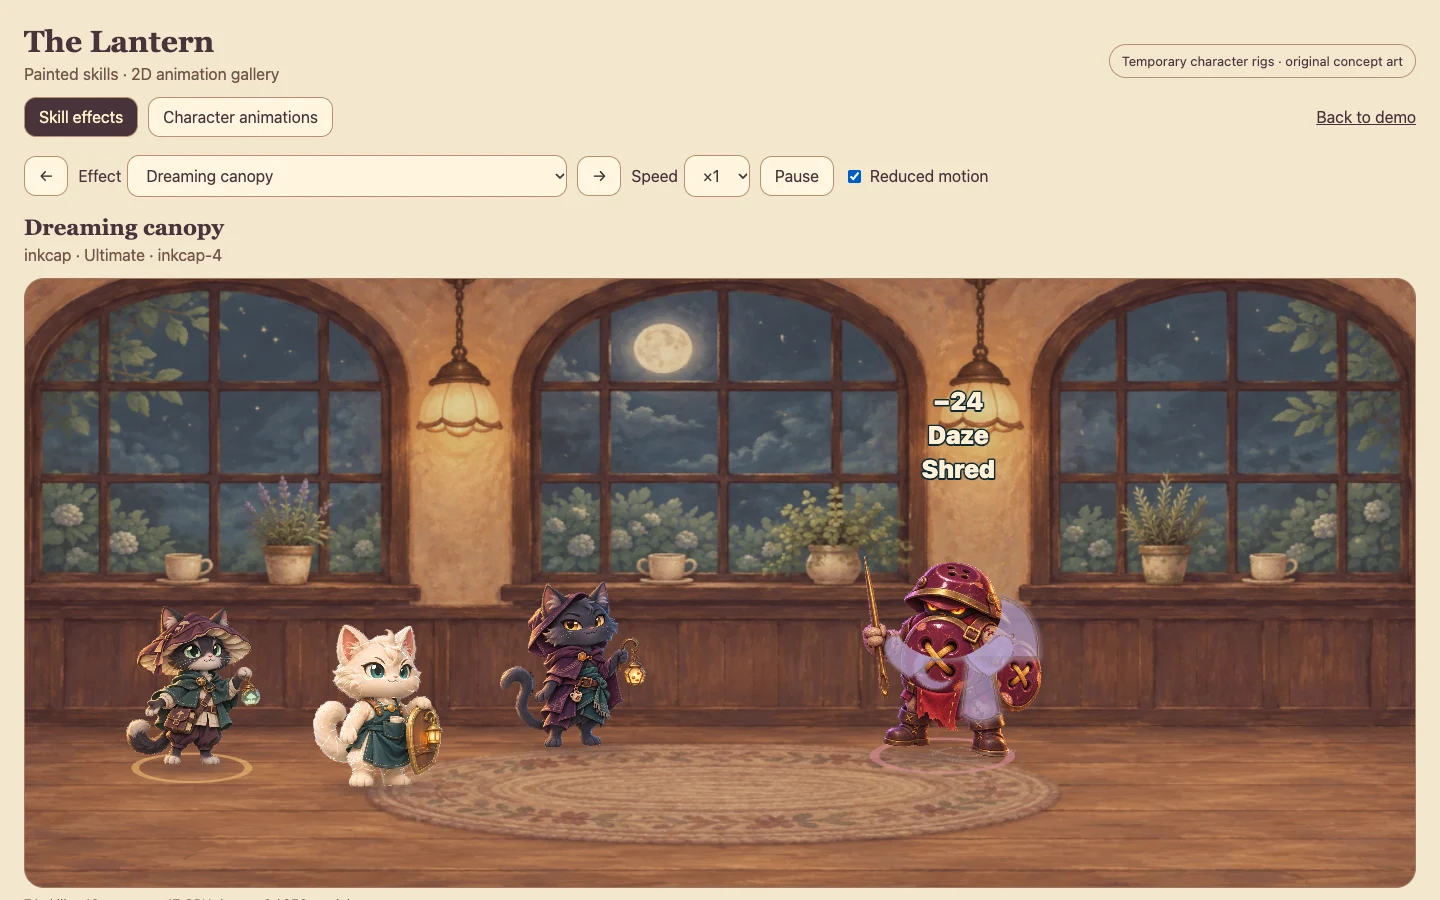 The Lantern
Painted skills · 2D animation gallery
Temporary character rigs · original concept art
Skill effects
Character animations
Back to demo
←
Effect
Dreaming canopy
→
Speed
×1
Pause
Reduced motion
Dreaming canopy
inkcap · Ultimate · inkcap-4
−24
Daze
Shred